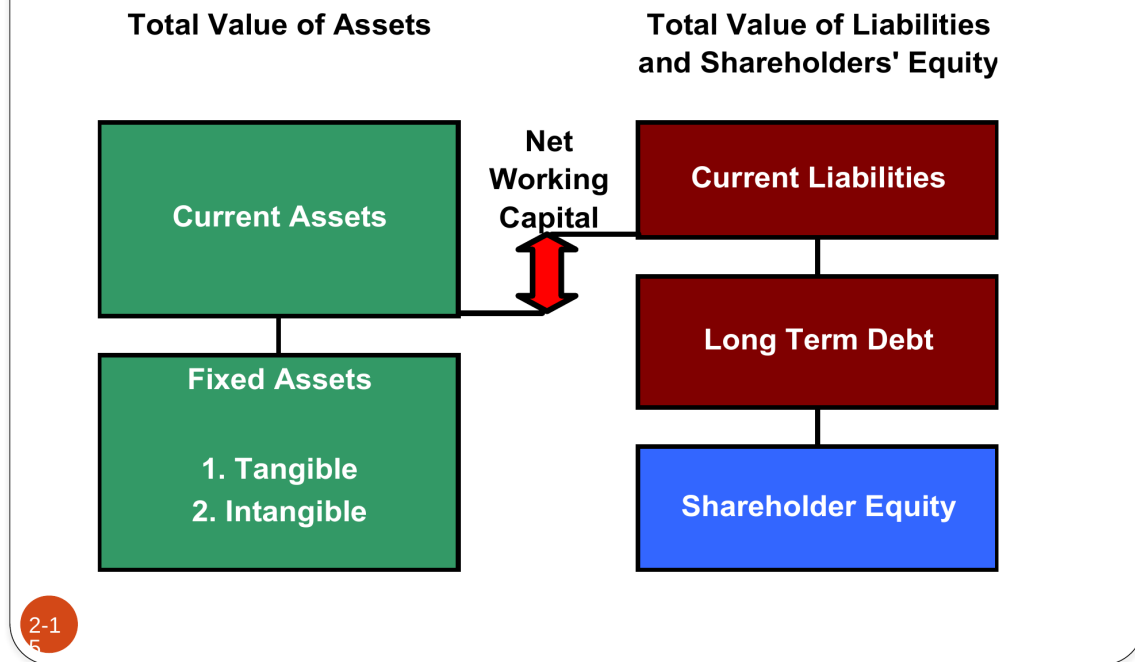 Total Value of Assets
Total Value of Liabilities
and Shareholders' Equity
Net
Working
Capital
Current Assets
Current Liabilities
Long Term Debt
Fixed Assets
1. Tangible
2. Intangible
Shareholder Equity
2-1
5